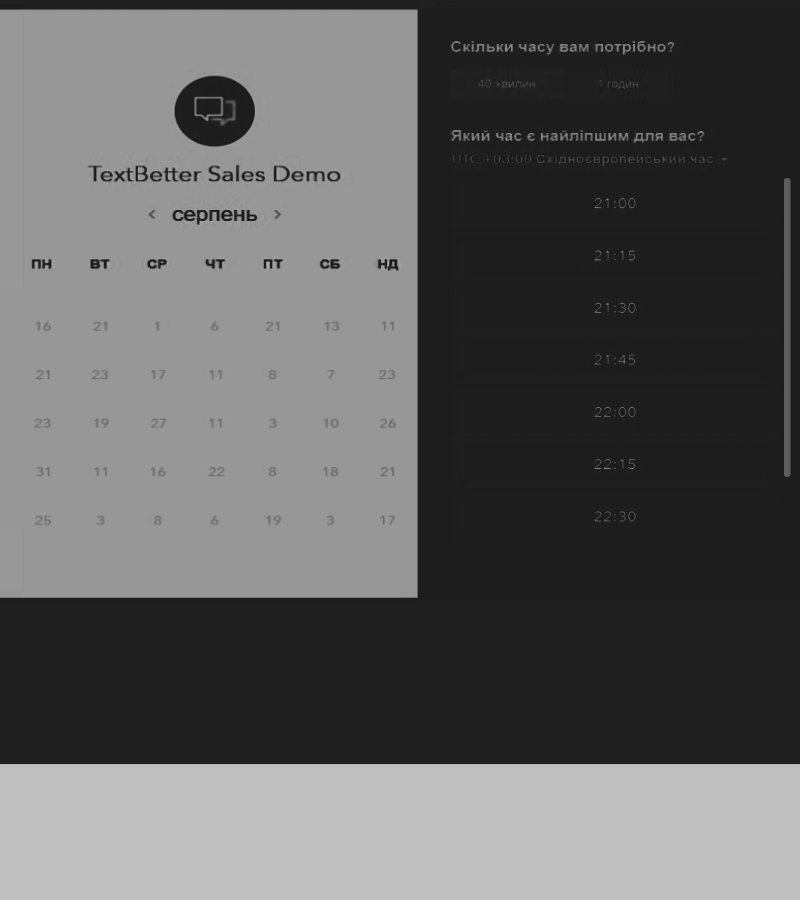 TextBetter Sales Demo
серпень
ПН ВТ СР ЧТ ПТ СБ НД
16 21 1 6 21 13 11
21 23 17 11 8 7 23
23 19 27 11 3 10 26
31 11 16 22 8 18 21
25 3 8 6 19 3 17
Скільки часу вам потрібно?
40 хвилин 1 годин
Який час є найліпшим для вас?
UTC +03:00 Східноєвропейський час
21:00
21:15
21:30
21:45
22:00
22:15
22:30